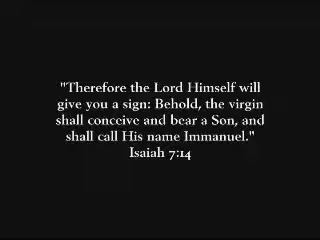 "Therefore the Lord Himself will
give you a sign: Behold, the virgin
shall conceive and bear a Son, and
shall call His name Immanuel."
Isaiah 7:14